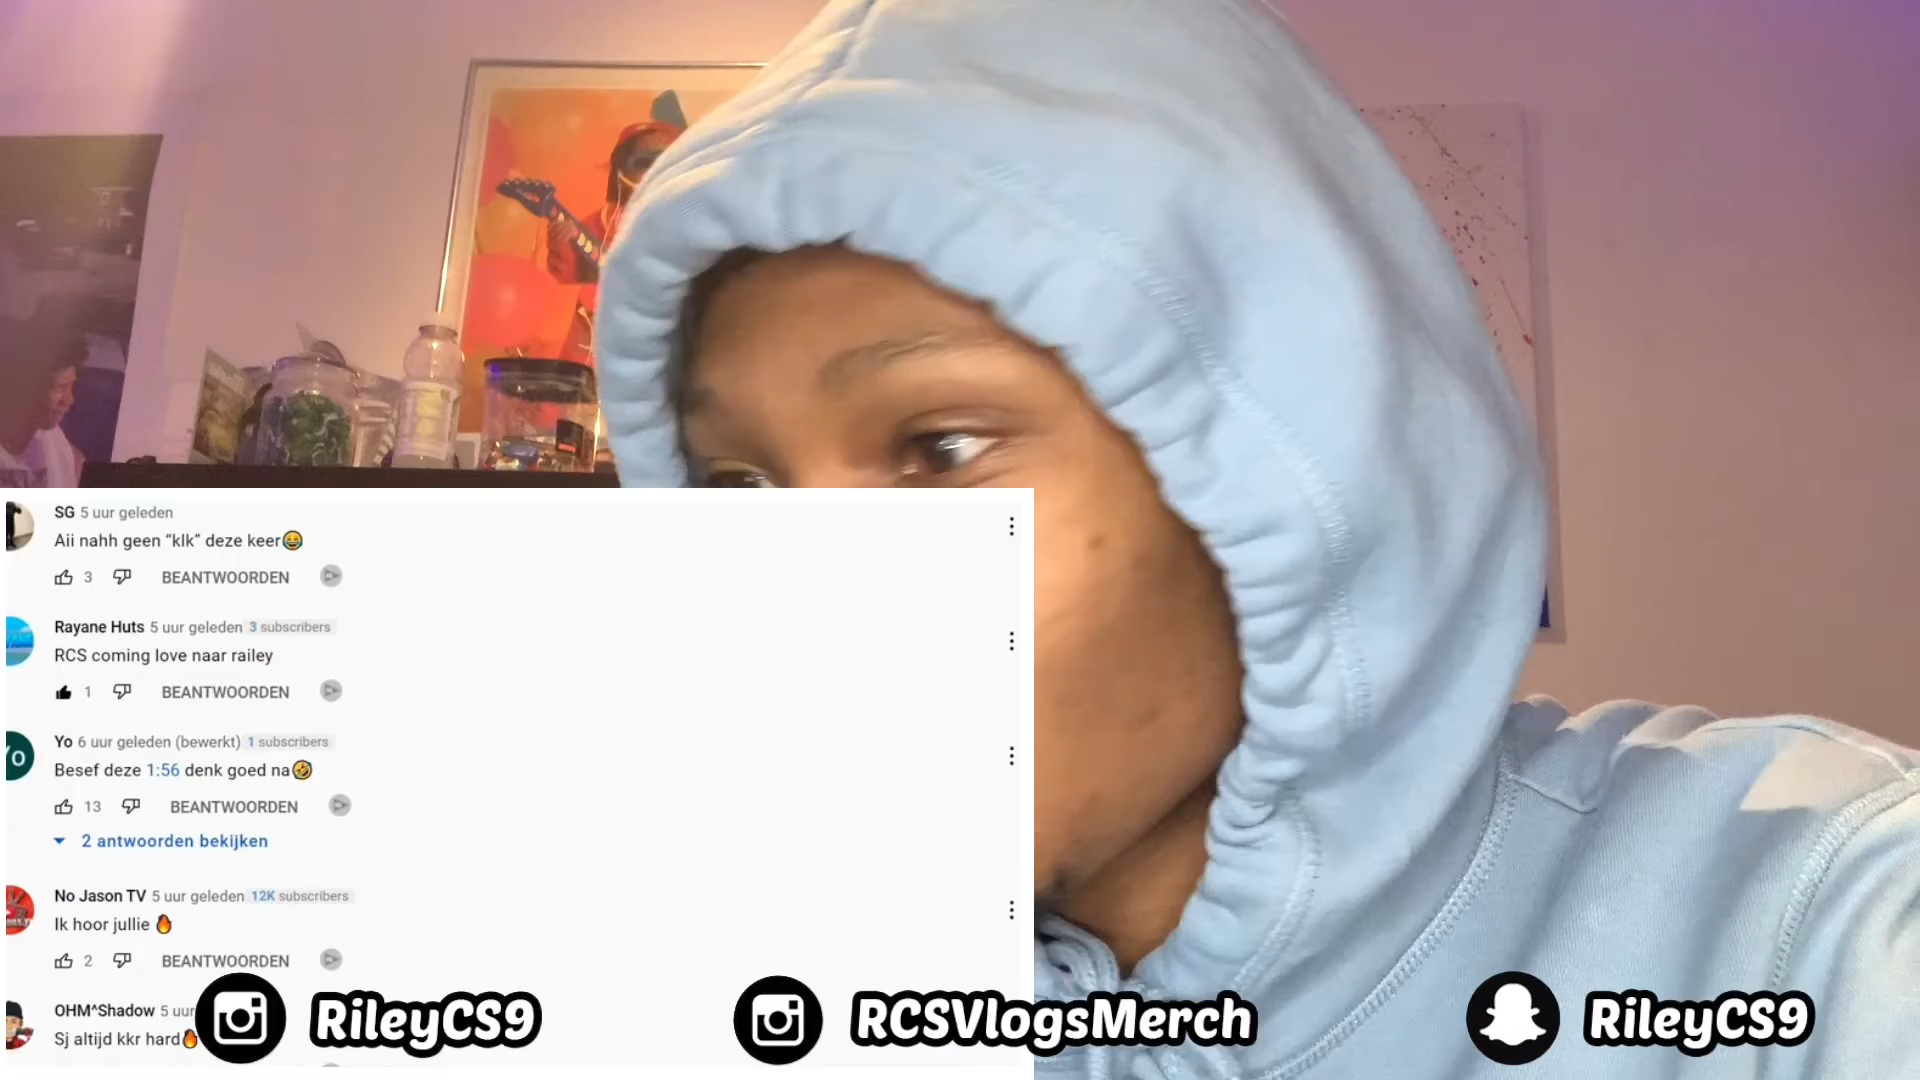 SG 5 uur geleden
Aii nahh geen “klk” deze keer😂
3 BEANTWOORDEN
Rayane Huts 5 uur geleden 3 subscribers
RCS coming love naar railey
1 BEANTWOORDEN
Yo
Yo 6 uur geleden (bewerkt) 1 subscribers
Besef deze 1:56 denk goed na🤣
13 BEANTWOORDEN
2 antwoorden bekijken
No Jason TV 5 uur geleden 12K subscribers
Ik hoor jullie 🔥
2 BEANTWOORDEN
OHM^Shadow 5 uur
Sj altijd kkr hard🔥
RileyCS9
RCSVlogsMerch
RileyCS9